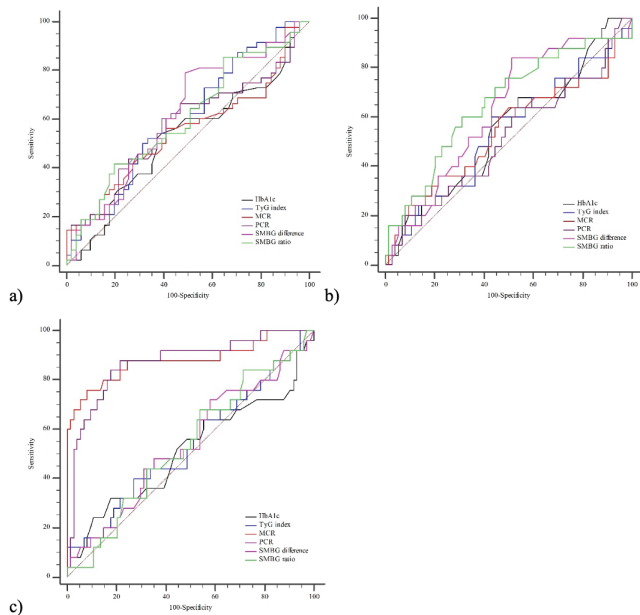 100
80
60
40
20
0
Sensitivity
HbA1c
TyG index
MCR
PCR
SMBG difference
SMBG ratio
0 20 40 60 80 100
100-Specificity
a)
100
80
60
40
20
0
Sensitivity
HbA1c
TyG index
MCR
PCR
SMBG difference
SMBG ratio
0 20 40 60 80 100
100-Specificity
b)
100
80
60
40
20
0
Sensitivity
HbA1c
TyG index
MCR
PCR
SMBG difference
SMBG ratio
0 20 40 60 80 100
100-Specificity
c)